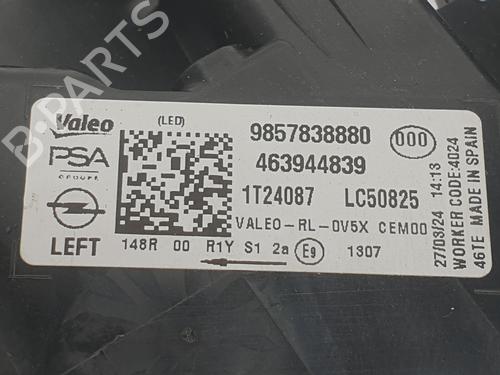 Valeo
(LED)
9857838880
000
PSA
GROUPE
463944839
1T24087 LC50825
VALEO-RL-0V5X CEM00
LEFT
148R 00 R1Y S1 2a E9 1307
27/03/24 14:13
WORKER CODE:4024
46TE MADE IN SPAIN
B-PARTS